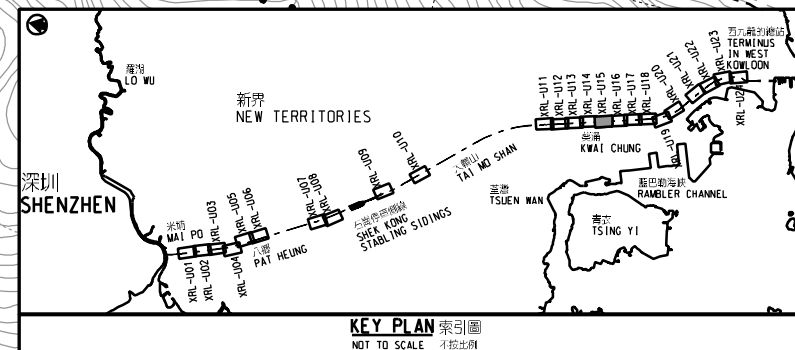 羅湖
LO WU
新界
NEW TERRITORIES
深圳
SHENZHEN
米埔
MAI PO
XRL-U01
XRL-U02
XRL-U03
XRL-U04
XRL-U05
XRL-U06
八鄉
PAT HEUNG
XRL-U07
XRL-U08
XRL-U09
XRL-U10
石崗停放側線
SHEK KONG
STABLING SIDINGS
大帽山
TAI MO SHAN
XRL-U11
XRL-U12
XRL-U13
XRL-U14
XRL-U15
XRL-U16
XRL-U17
XRL-U18
XRL-U19
XRL-U20
XRL-U21
XRL-U22
XRL-U23
XRL-U24
西九龍的總站
TERMINUS
IN WEST
KOWLOON
葵涌
KWAI CHUNG
荃灣
TSUEN WAN
藍巴勒海峽
RAMBLER CHANNEL
青衣
TSING YI
KEY PLAN 索引圖
NOT TO SCALE 不按比例